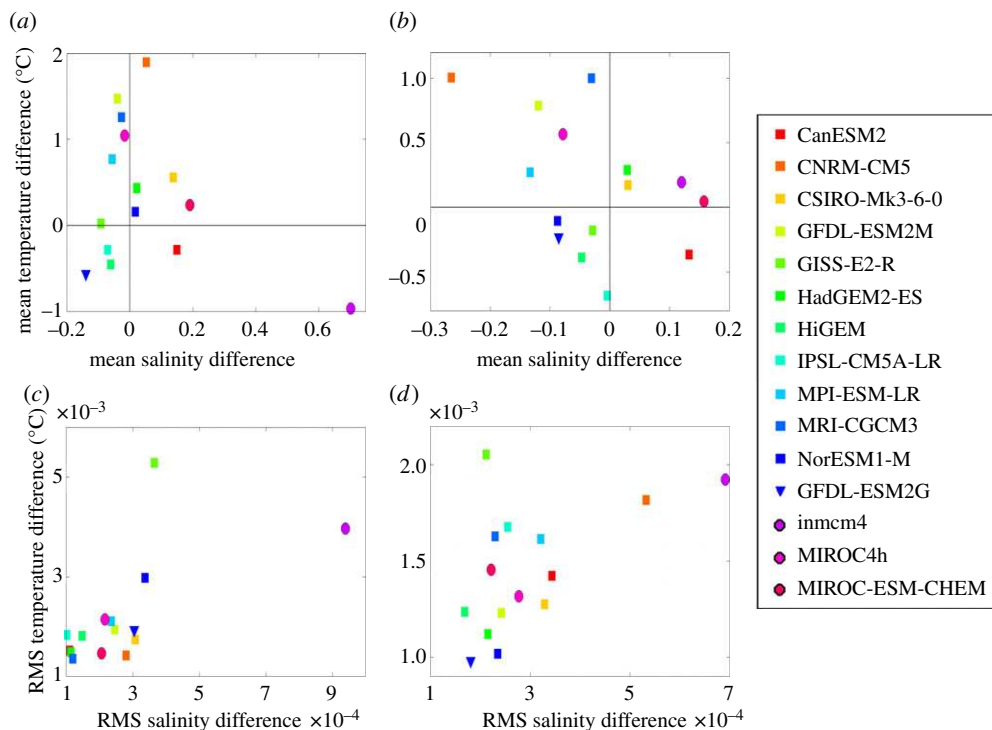 (a)
(b)
mean temperature difference (°C)
2
1
0
−1
−0.2
0
0.2
0.4
0.6
mean salinity difference
1.0
0.5
0
−0.5
−0.3
−0.2
−0.1
0
0.1
0.2
mean salinity difference
(c)
×10−3
(d)
×10−3
RMS temperature difference (°C)
5
3
1
1
3
5
7
9
RMS salinity difference ×10−4
2.0
1.5
1.0
1
3
5
7
RMS salinity difference ×10−4
CanESM2
CNRM-CM5
CSIRO-Mk3-6-0
GFDL-ESM2M
GISS-E2-R
HadGEM2-ES
HiGEM
IPSL-CM5A-LR
MPI-ESM-LR
MRI-CGCM3
NorESM1-M
GFDL-ESM2G
inmcm4
MIROC4h
MIROC-ESM-CHEM